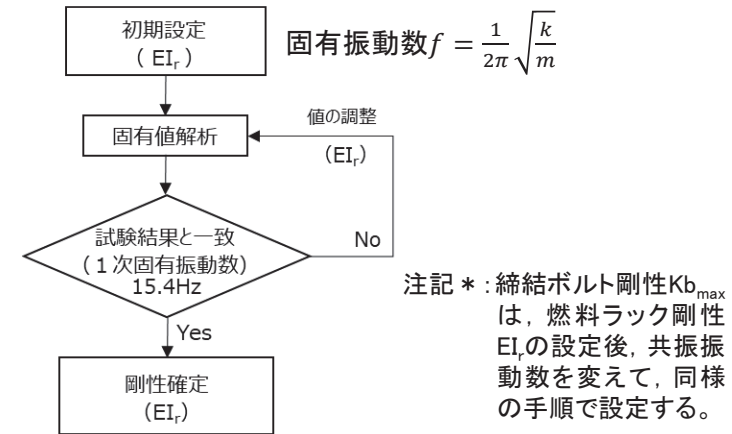 初期設定
( EIᵣ )
固有振動数f = 1/2π √k/m
固有値解析
値の調整
(EIᵣ)
試験結果と一致
(1次固有振動数)
15.4Hz
No
Yes
剛性確定
(EIᵣ)
注記＊:締結ボルト剛性Kb_max
は，燃料ラック剛性
EIᵣの設定後，共振振
動数を変えて，同様
の手順で設定する。